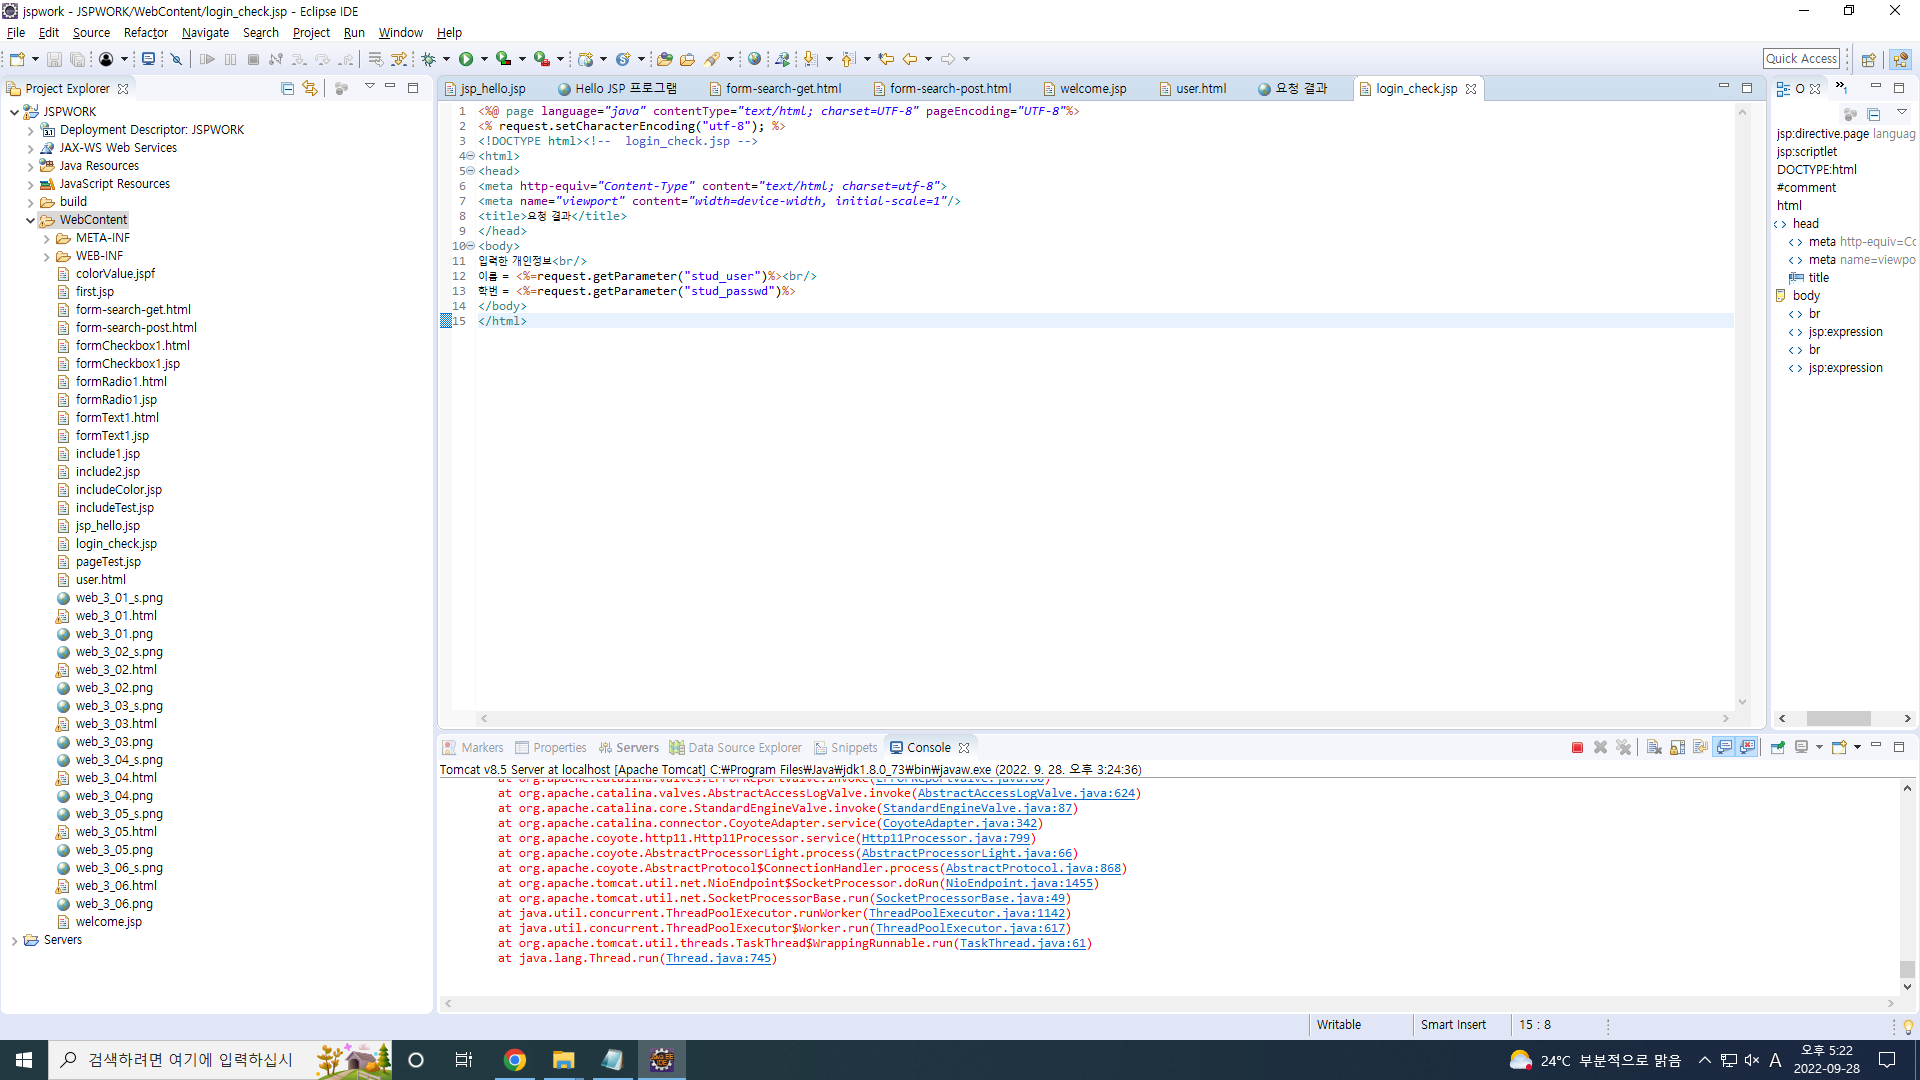 jspwork - JSPWORK/WebContent/login_check.jsp - Eclipse IDE
File Edit Source Refactor Navigate Search Project Run Window Help
Quick Access
Project Explorer
JSPWORK
Deployment Descriptor: JSPWORK
JAX-WS Web Services
Java Resources
JavaScript Resources
build
WebContent
META-INF
WEB-INF
colorValue.jspf
first.jsp
form-search-get.html
form-search-post.html
formCheckbox1.html
formCheckbox1.jsp
formRadio1.html
formRadio1.jsp
formText1.html
formText1.jsp
include1.jsp
include2.jsp
includeColor.jsp
includeTest.jsp
jsp_hello.jsp
login_check.jsp
pageTest.jsp
user.html
web_3_01_s.png
web_3_01.html
web_3_01.png
web_3_02_s.png
web_3_02.html
web_3_02.png
web_3_03_s.png
web_3_03.html
web_3_03.png
web_3_04_s.png
web_3_04.html
web_3_04.png
web_3_05_s.png
web_3_05.html
web_3_05.png
web_3_06_s.png
web_3_06.html
web_3_06.png
welcome.jsp
Servers
jsp_hello.jsp Hello JSP 프로그램 form-search-get.html form-search-post.html welcome.jsp user.html 요청 결과 login_check.jsp
1 <%@ page language="java" contentType="text/html; charset=UTF-8" pageEncoding="UTF-8"%>
2 <% request.setCharacterEncoding("utf-8"); %>
3 <!DOCTYPE html><!-- login_check.jsp -->
4 <html>
5 <head>
6 <meta http-equiv="Content-Type" content="text/html; charset=utf-8">
7 <meta name="viewport" content="width=device-width, initial-scale=1"/>
8 <title>요청 결과</title>
9 </head>
10 <body>
11 입력한 개인정보<br/>
12 이름 = <%=request.getParameter("stud_user")%><br/>
13 학번 = <%=request.getParameter("stud_passwd")%>
14 </body>
15 </html>
O
jsp:directive.page languag
jsp:scriptlet
DOCTYPE:html
#comment
html
head
meta http-equiv=Cc
meta name=viewpo
title
body
br
jsp:expression
br
jsp:expression
Markers Properties Servers Data Source Explorer Snippets Console
Tomcat v8.5 Server at localhost [Apache Tomcat] C:₩Program Files₩Java₩jdk1.8.0_73₩bin₩javaw.exe (2022. 9. 28. 오후 3:24:36)
at org.apache.catalina.valves.ErrorReportValve.invoke(ErrorReportValve.java:
at org.apache.catalina.valves.AbstractAccessLogValve.invoke(AbstractAccessLogValve.java:624)
at org.apache.catalina.core.StandardEngineValve.invoke(StandardEngineValve.java:87)
at org.apache.catalina.connector.CoyoteAdapter.service(CoyoteAdapter.java:342)
at org.apache.coyote.http11.Http11Processor.service(Http11Processor.java:799)
at org.apache.coyote.AbstractProcessorLight.process(AbstractProcessorLight.java:66)
at org.apache.coyote.AbstractProtocol$ConnectionHandler.process(AbstractProtocol.java:868)
at org.apache.tomcat.util.net.NioEndpoint$SocketProcessor.doRun(NioEndpoint.java:1455)
at org.apache.tomcat.util.net.SocketProcessorBase.run(SocketProcessorBase.java:49)
at java.util.concurrent.ThreadPoolExecutor.runWorker(ThreadPoolExecutor.java:1142)
at java.util.concurrent.ThreadPoolExecutor$Worker.run(ThreadPoolExecutor.java:617)
at org.apache.tomcat.util.threads.TaskThread$WrappingRunnable.run(TaskThread.java:61)
at java.lang.Thread.run(Thread.java:745)
Writable Smart Insert 15 : 8
검색하려면 여기에 입력하십시
24°C 부분적으로 맑음 A 오후 5:22
2022-09-28